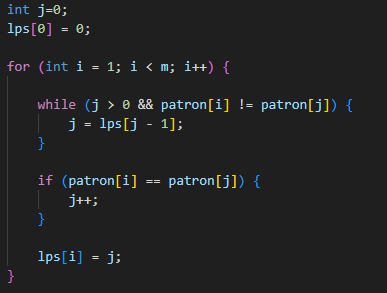 int j=0;
lps[0] = 0;
for (int i = 1; i < m; i++) {
while (j > 0 && patron[i] != patron[j]) {
j = lps[j - 1];
}
if (patron[i] == patron[j]) {
j++;
}
lps[i] = j;
}